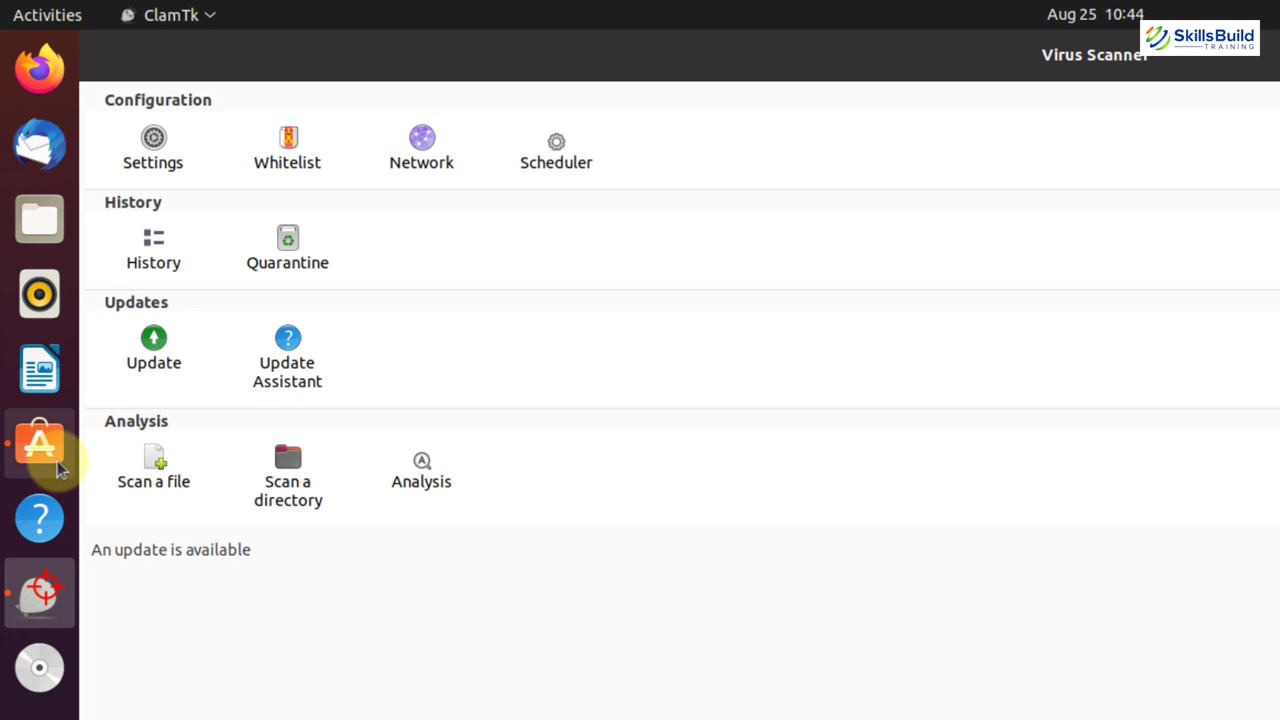 Activities
ClamTk
Aug 25 10:44
SkillsBuild
TRAINING
Virus Scanner
Configuration
Settings
Whitelist
Network
Scheduler
History
History
Quarantine
Updates
Update
Update
Assistant
Analysis
Scan a file
Scan a
directory
Analysis
An update is available